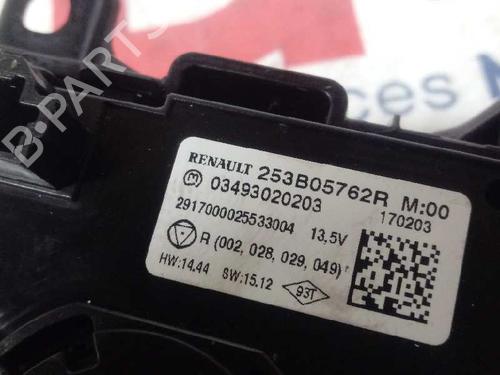 ces M
B-PARTS
RENAULT 253B05762R M:00
03493020203 170203
2917000025533004 13,5V
R (002, 028, 029, 049)
HW:14.44 SW:15.12 93T